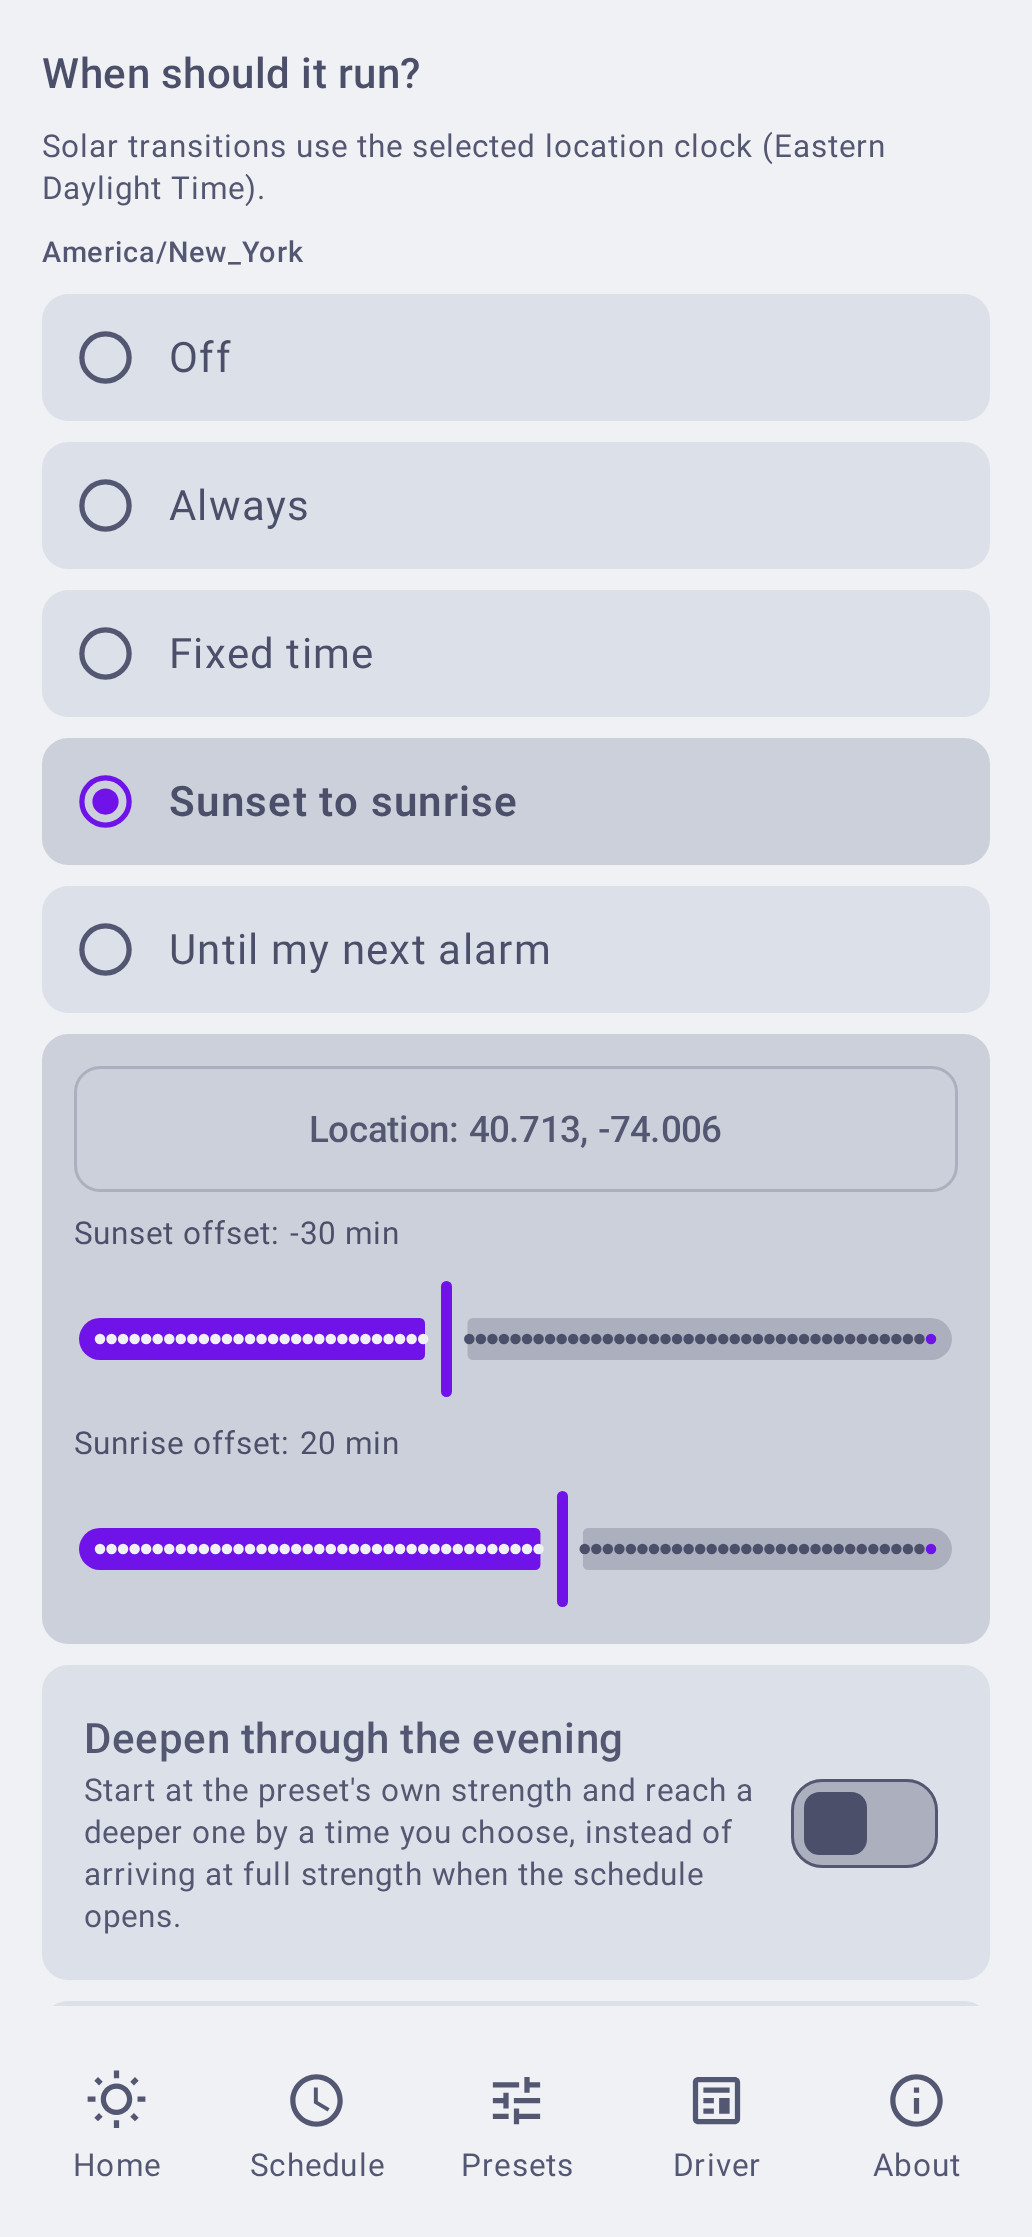 When should it run?
Solar transitions use the selected location clock (Eastern
Daylight Time).
America/New_York
Off
Always
Fixed time
Sunset to sunrise
Until my next alarm
Location: 40.713, -74.006
Sunset offset: -30 min
Sunrise offset: 20 min
Deepen through the evening
Start at the preset's own strength and reach a
deeper one by a time you choose, instead of
arriving at full strength when the schedule
opens.
Home
Schedule
Presets
Driver
About